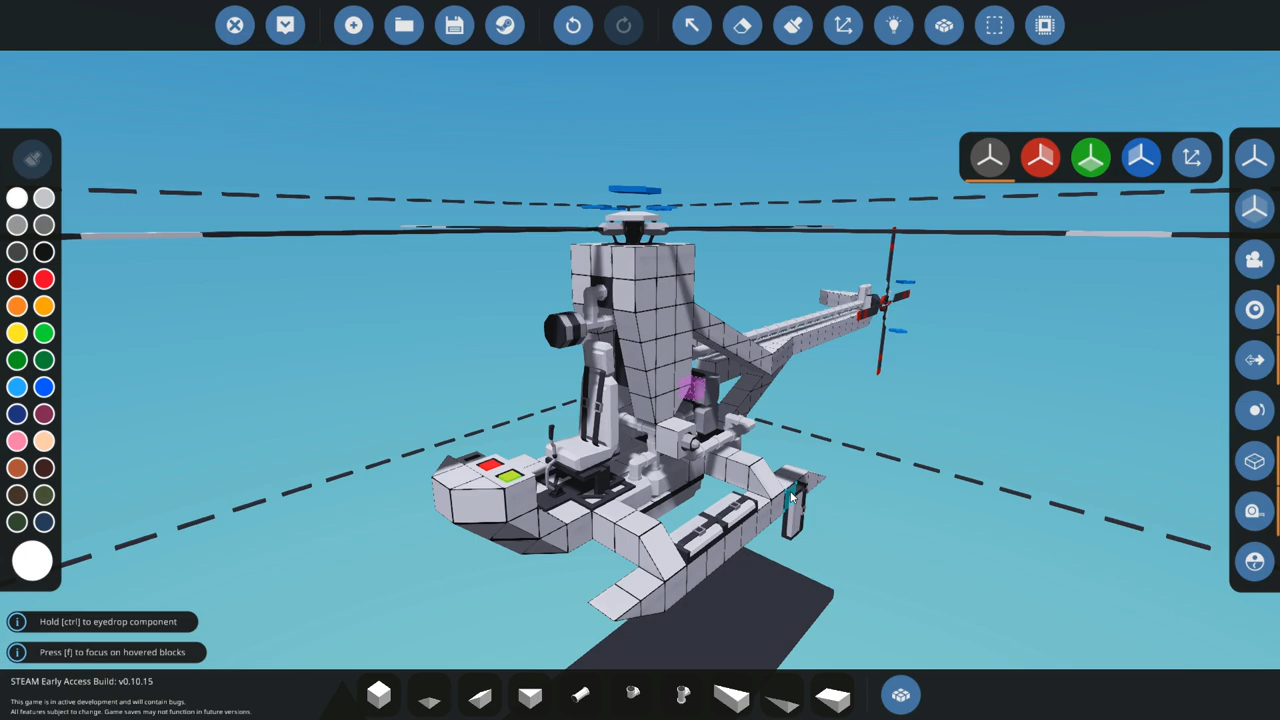 Hold [ctrl] to eyedrop component
Press [f] to focus on hovered blocks
STEAM Early Access Build: v0.10.15
This game is in active development and will contain bugs.
All features subject to change. Game saves may not function in future versions.